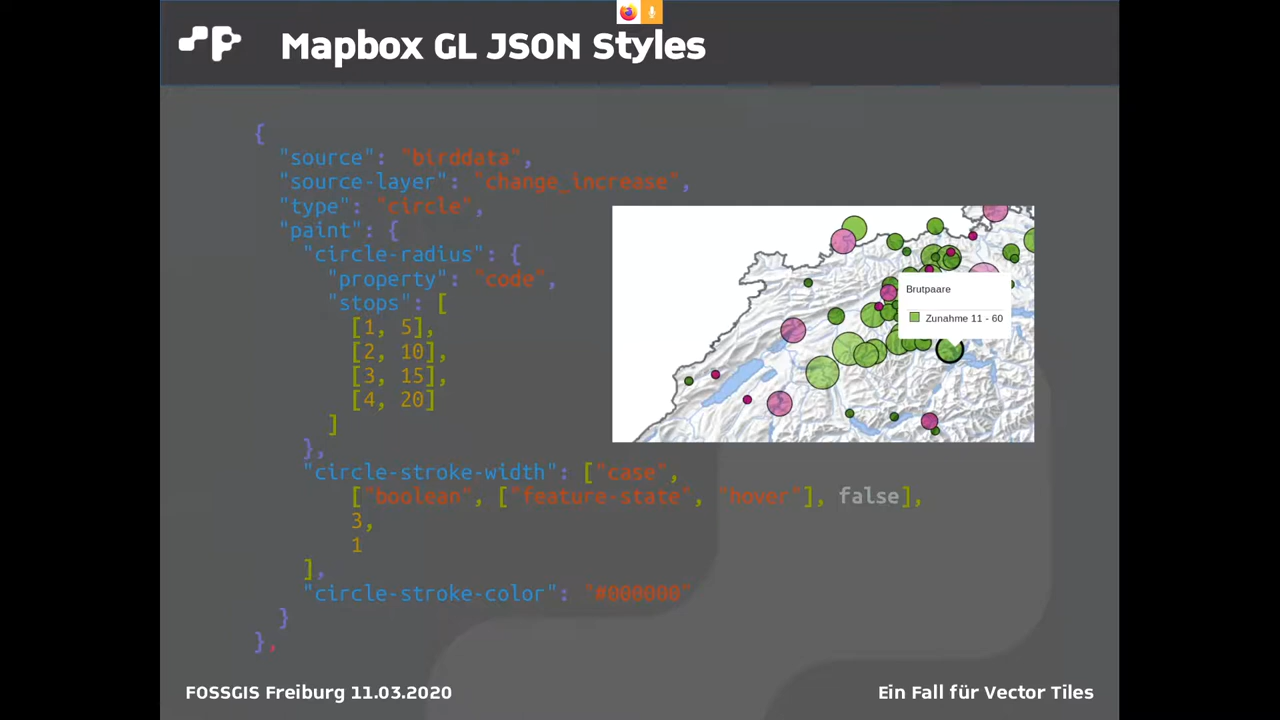 Mapbox GL JSON Styles
{
"source": "birddata",
"source-layer": "change_increase",
"type": "circle",
"paint": {
"circle-radius": {
"property": "code",
"stops": [
[1, 5],
[2, 10],
[3, 15],
[4, 20]
]
},
"circle-stroke-width": ["case",
["boolean", ["feature-state", "hover"], false],
3,
1
],
"circle-stroke-color": "#000000"
}
},
Brutpaare
Zunahme 11 - 60
FOSSGIS Freiburg 11.03.2020
Ein Fall für Vector Tiles